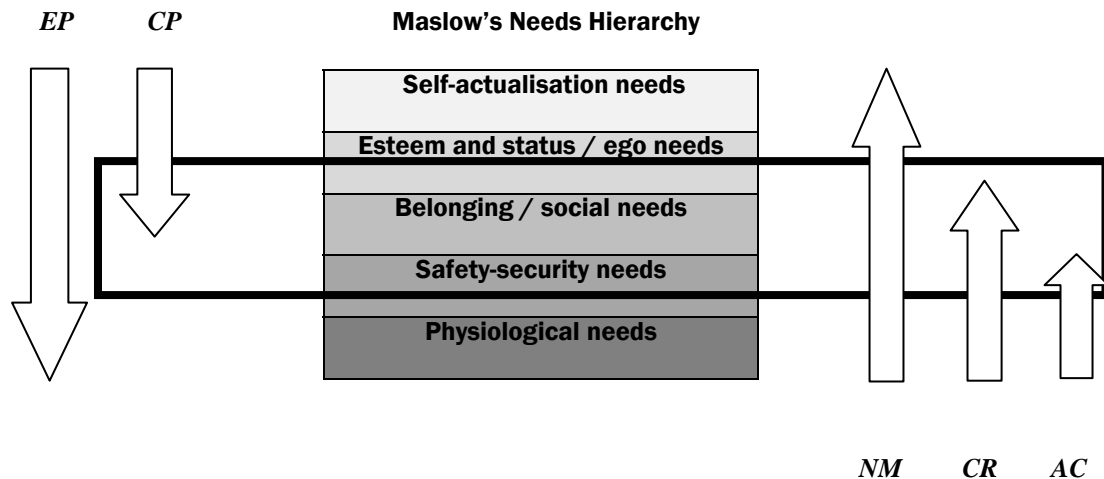 EP CP Maslow's Needs Hierarchy
Self-actualisation needs
Esteem and status / ego needs
Belonging / social needs
Safety-security needs
Physiological needs
NM CR AC